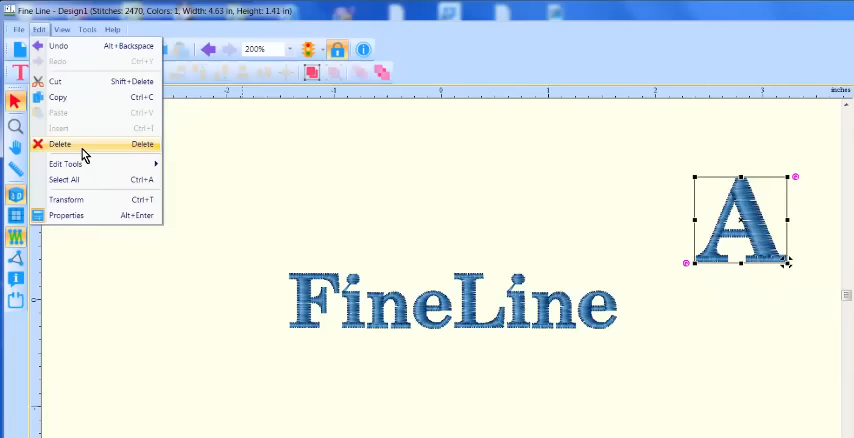 Fine Line - Design1 (Stitches: 2470, Colors: 1, Width: 4.63 in, Height: 1.41 in)
File Edit View Tools Help
Undo Alt+Backspace
200%
Redo Ctrl+Y
T
Cut Shift+Delete
-2 -1 0 1 2 3 inches
Copy Ctrl+C
Paste Ctrl+V
Insert Ctrl+I
Delete Delete
Edit Tools
Select All Ctrl+A
Transform Ctrl+T
Properties Alt+Enter
3D
A
0
FineLine